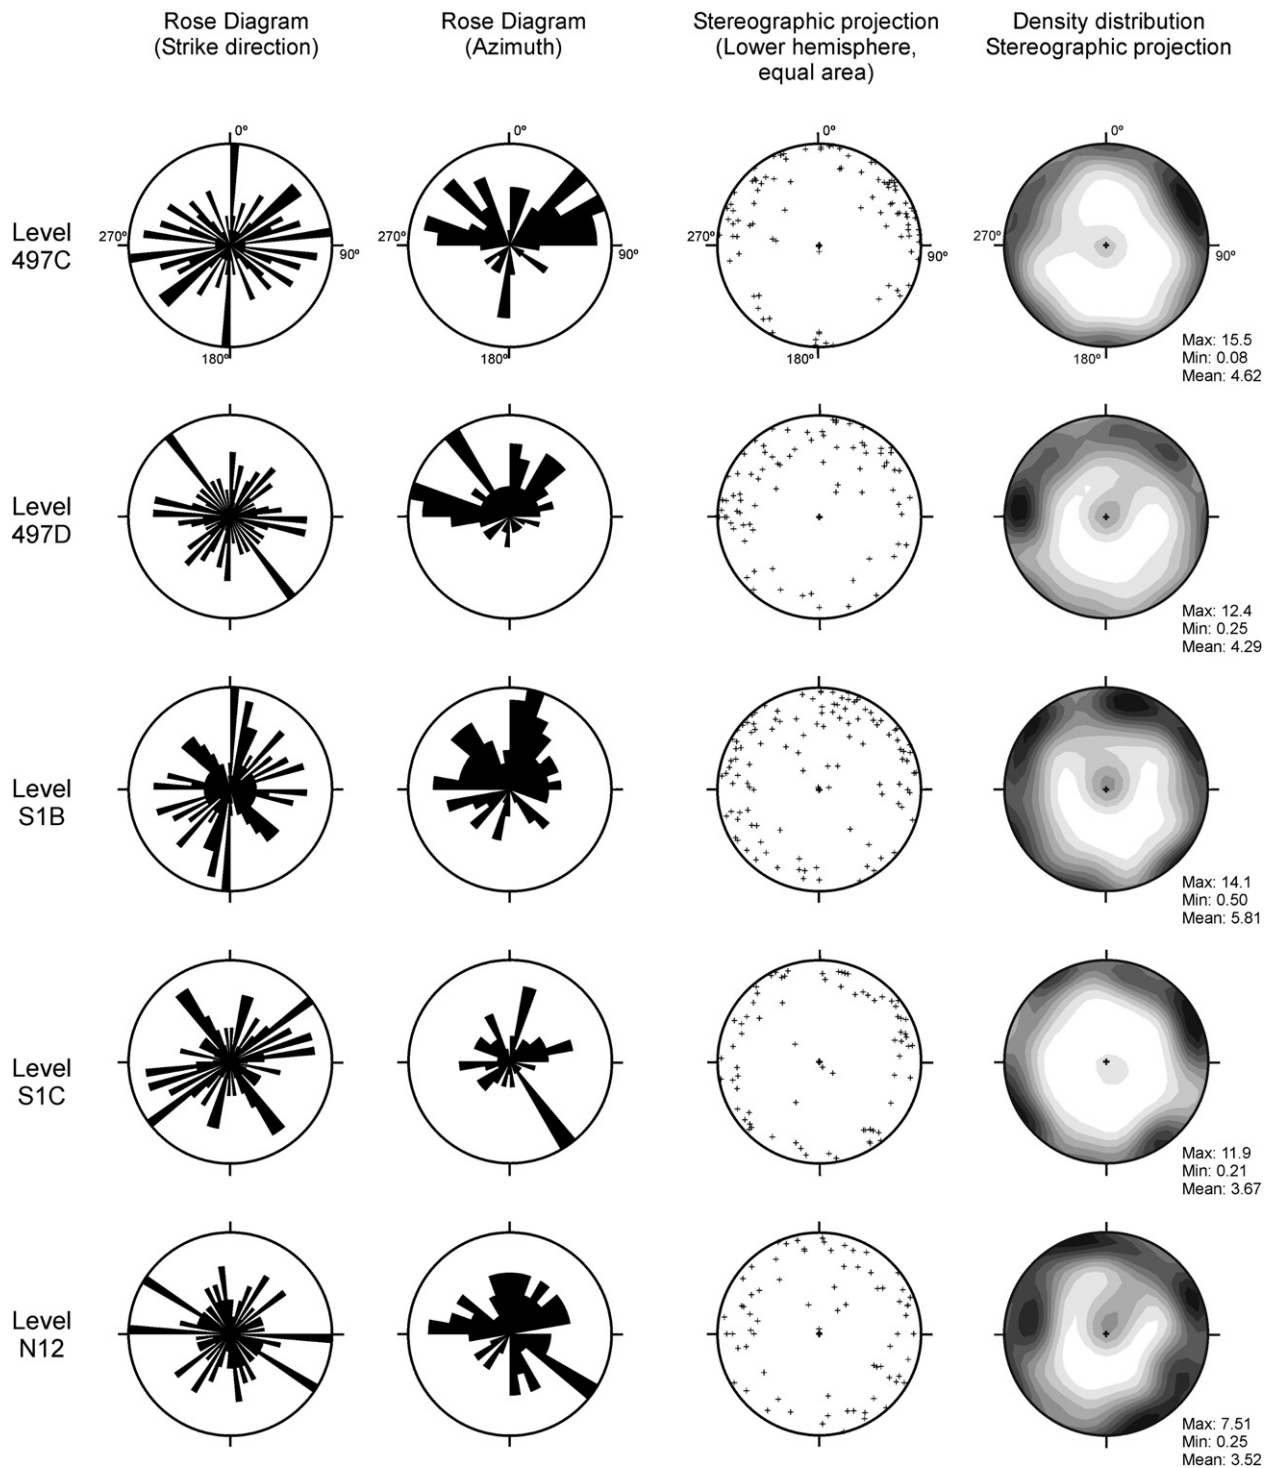 Rose Diagram
(Strike direction)
Rose Diagram
(Azimuth)
Stereographic projection
(Lower hemisphere,
equal area)
Density distribution
Stereographic projection
Level
497C
0º
270º
90º
180º
0º
270º
90º
180º
0º
270º
90º
180º
0º
270º
90º
180º
Max: 15.5
Min: 0.08
Mean: 4.62
Level
497D
Max: 12.4
Min: 0.25
Mean: 4.29
Level
S1B
Max: 14.1
Min: 0.50
Mean: 5.81
Level
S1C
Max: 11.9
Min: 0.21
Mean: 3.67
Level
N12
Max: 7.51
Min: 0.25
Mean: 3.52